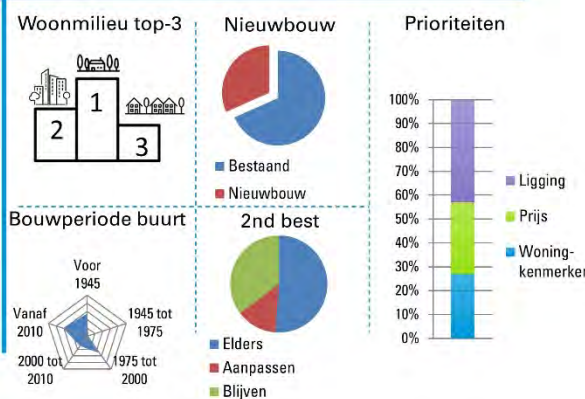 Woonmilieu top-3
1
2
3
Nieuwbouw
Bestaand
Nieuwbouw
Prioriteiten
100%
90%
80%
70%
60%
50%
40%
30%
20%
10%
0%
Ligging
Prijs
Woning-
kenmerken
Bouwperiode buurt
Voor
1945
1945 tot
1975
1975 tot
2000
2000 tot
2010
Vanaf
2010
2nd best
Elders
Aanpassen
Blijven